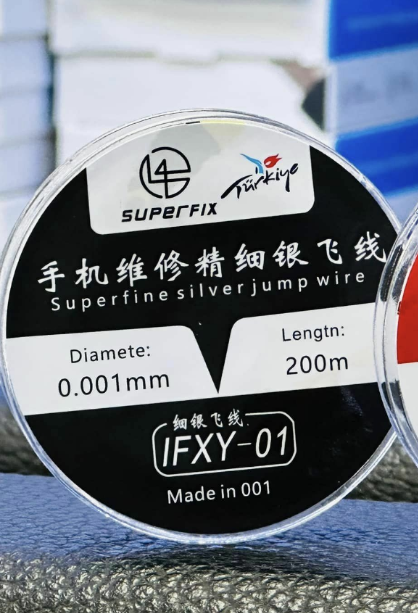 SUPERFIX
Türkiye
手机维修精细银飞线
Superfine silver jump wire
Diamete:
0.001mm
Lengtn:
200m
细银飞线
IFXY-01
Made in 001